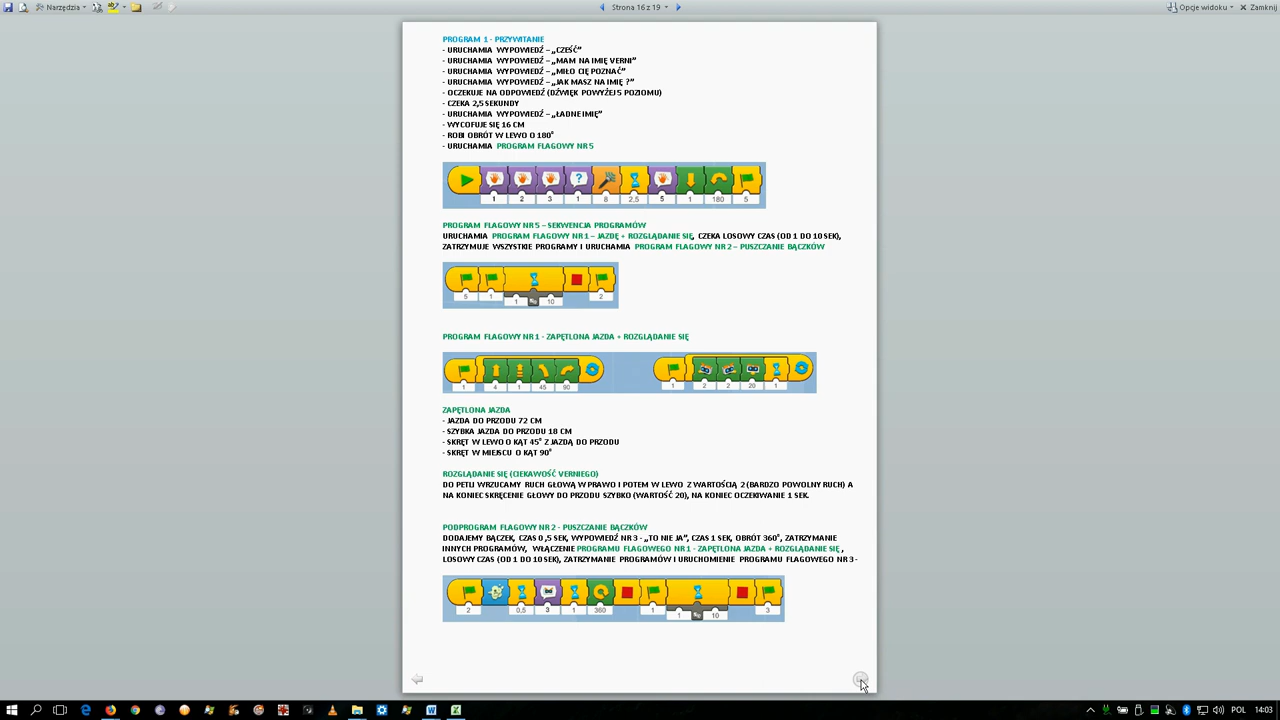 Narzędzia
Strona 16 z 19
Opcje widoku
Zamknij
PROGRAM 1 - PRZYWITANIE
- URUCHAMIA WYPOWIEDŹ – „CZEŚĆ”
- URUCHAMIA WYPOWIEDŹ – „MAM NA IMIĘ VERNI”
- URUCHAMIA WYPOWIEDŹ – „MIŁO CIĘ POZNAĆ”
- URUCHAMIA WYPOWIEDŹ – „JAK MASZ NA IMIĘ ?”
- OCZEKUJE NA ODPOWIEDŹ (DŹWIĘK POWYŻEJ 5 POZIOMU)
- CZEKA 2,5 SEKUNDY
- URUCHAMIA WYPOWIEDŹ – „ŁADNE IMIĘ”
- WYCOFUJE SIĘ 16 CM
- ROBI OBRÓT W LEWO O 180°
- URUCHAMIA PROGRAM FLAGOWY NR 5
?
1 2 3 1 8 2,5 5 1 180 5
PROGRAM FLAGOWY NR 5 – SEKWENCJA PROGRAMÓW
URUCHAMIA PROGRAM FLAGOWY NR 1 – JAZDĘ + ROZGLĄDANIE SIĘ, CZEKA LOSOWY CZAS (OD 1 DO 10 SEK),
ZATRZYMUJE WSZYSTKIE PROGRAMY I URUCHAMIA PROGRAM FLAGOWY NR 2 – PUSZCZANIE BĄCZKÓW
5 1 1 10 2
PROGRAM FLAGOWY NR 1 - ZAPĘTLONA JAZDA + ROZGLĄDANIE SIĘ
1 4 1 45 90 1 2 2 20 1
ZAPĘTLONA JAZDA
- JAZDA DO PRZODU 72 CM
- SZYBKA JAZDA DO PRZODU 18 CM
- SKRĘT W LEWO O KĄT 45° Z JAZDĄ DO PRZODU
- SKRĘT W MIEJSCU O KĄT 90°
ROZGLĄDANIE SIĘ (CIEKAWOŚĆ VERNIEGO)
DO PETLI WRZUCAMY RUCH GŁOWĄ W PRAWO I POTEM W LEWO Z WARTOŚCIĄ 2 (BARDZO POWOLNY RUCH) A
NA KONIEC SKRĘCENIE GŁOWY DO PRZODU SZYBKO (WARTOŚĆ 20), NA KONIEC OCZEKIWANIE 1 SEK.
PODPROGRAM FLAGOWY NR 2 - PUSZCZANIE BĄCZKÓW
DODAJEMY BĄCZEK, CZAS 0,5 SEK, WYPOWIEDŹ NR 3 - „TO NIE JA”, CZAS 1 SEK, OBRÓT 360°, ZATRZYMANIE
INNYCH PROGRAMÓW, WŁĄCZENIE PROGRAMU FLAGOWEGO NR 1 - ZAPĘTLONA JAZDA + ROZGLĄDANIE SIĘ ,
LOSOWY CZAS (OD 1 DO 10 SEK), ZATRZYMANIE PROGRAMÓW I URUCHOMIENIE PROGRAMU FLAGOWEGO NR 3 -
2 0,5 3 1 360 1 1 10 3
POL
14:03